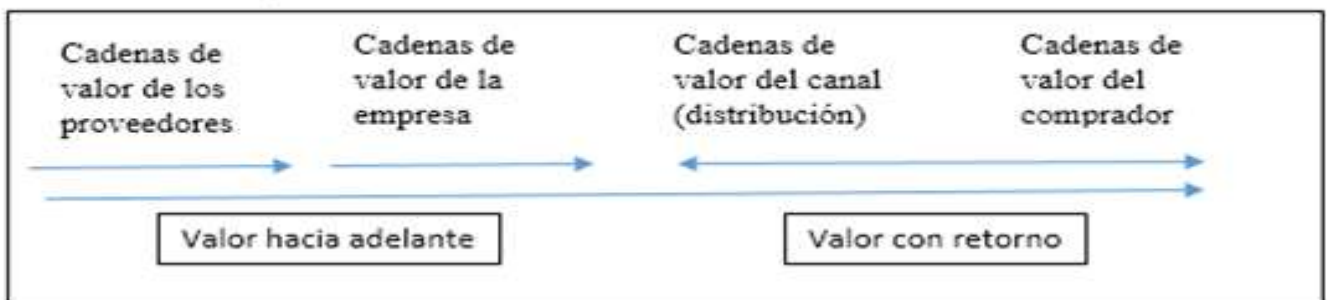 Cadenas de
valor de los
proveedores
Cadenas de
valor de la
empresa
Cadenas de
valor del canal
(distribución)
Cadenas de
valor del
comprador
Valor hacia adelante
Valor con retorno